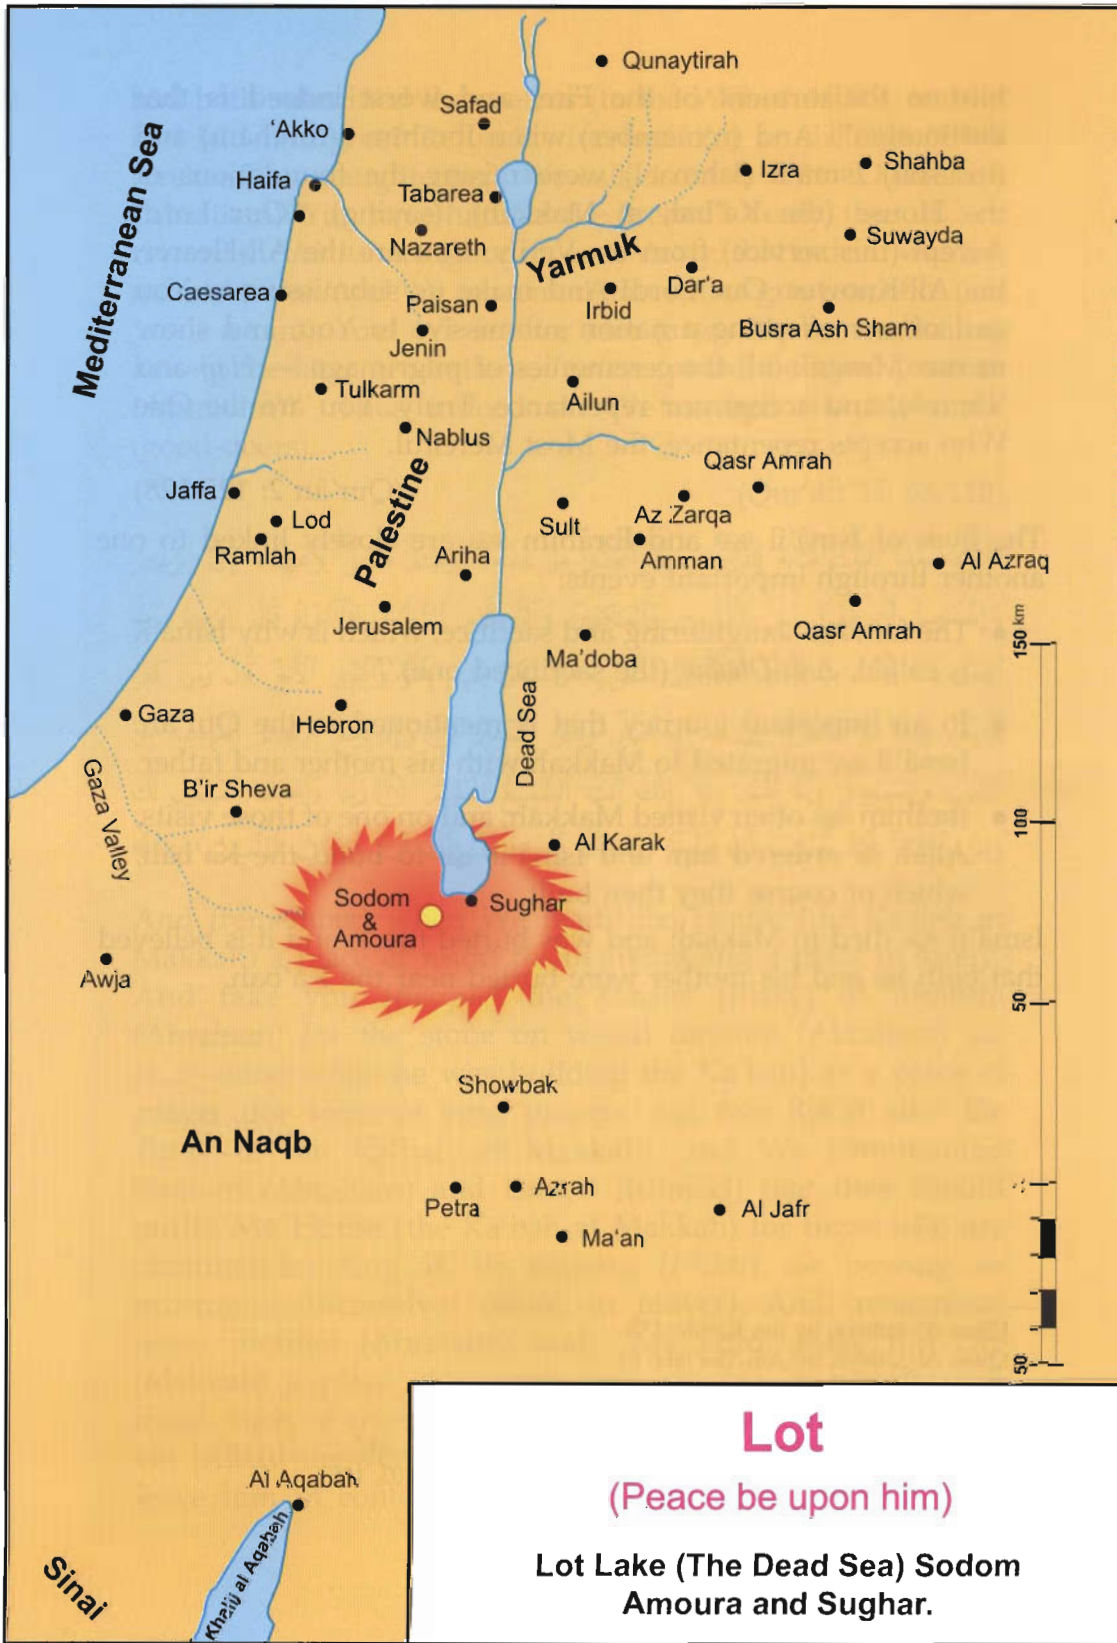 Qunaytirah
Safad
'Akko
Shahba
Izra
Haifa
Tabarea
Suwayda
Nazareth
Yarmuk
Mediterranean Sea
Dar'a
Caesarea
Paisan
Irbid
Busra Ash Sham
Jenin
Tulkarm
Ailun
Nablus
Qasr Amrah
Jaffa
Palestine
Lod
Sult
Az Zarqa
Ramlah
Ariha
Amman
Al Azraq
Jerusalem
Qasr Amrah
150 km
Ma'doba
Dead Sea
Gaza
Hebron
Gaza Valley
B'ir Sheva
100
Al Karak
Sodom
&
Amoura
Sughar
Awja
50
Showbak
An Naqb
Azrah
Petra
Al Jafr
Ma'an
50
Al Aqabah
Khalij al Aqabah
Sinai
Lot
(Peace be upon him)
Lot Lake (The Dead Sea) Sodom
Amoura and Sughar.